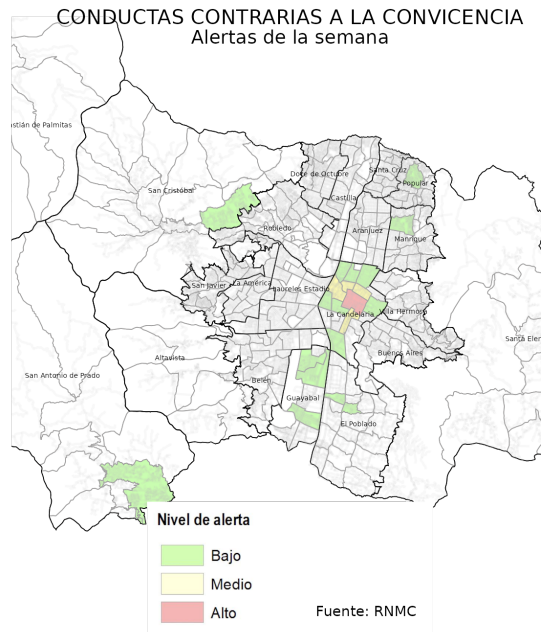 CONDUCTAS CONTRARIAS A LA CONVICENCIA
Alertas de la semana
stián de Palmitas
San Cristóbal
Doce de Octubre
Santa Cruz
Popular
Castilla
Robledo
Aranjuez
Manrique
San Javier
La América
Laureles Estadio
La Candelaria
Villa Hermosa
Santa Elen
Buenos Aires
Altavista
San Antonio de Prado
Belén
Guayabal
El Poblado
Nivel de alerta
Bajo
Medio
Alto
Fuente: RNMC